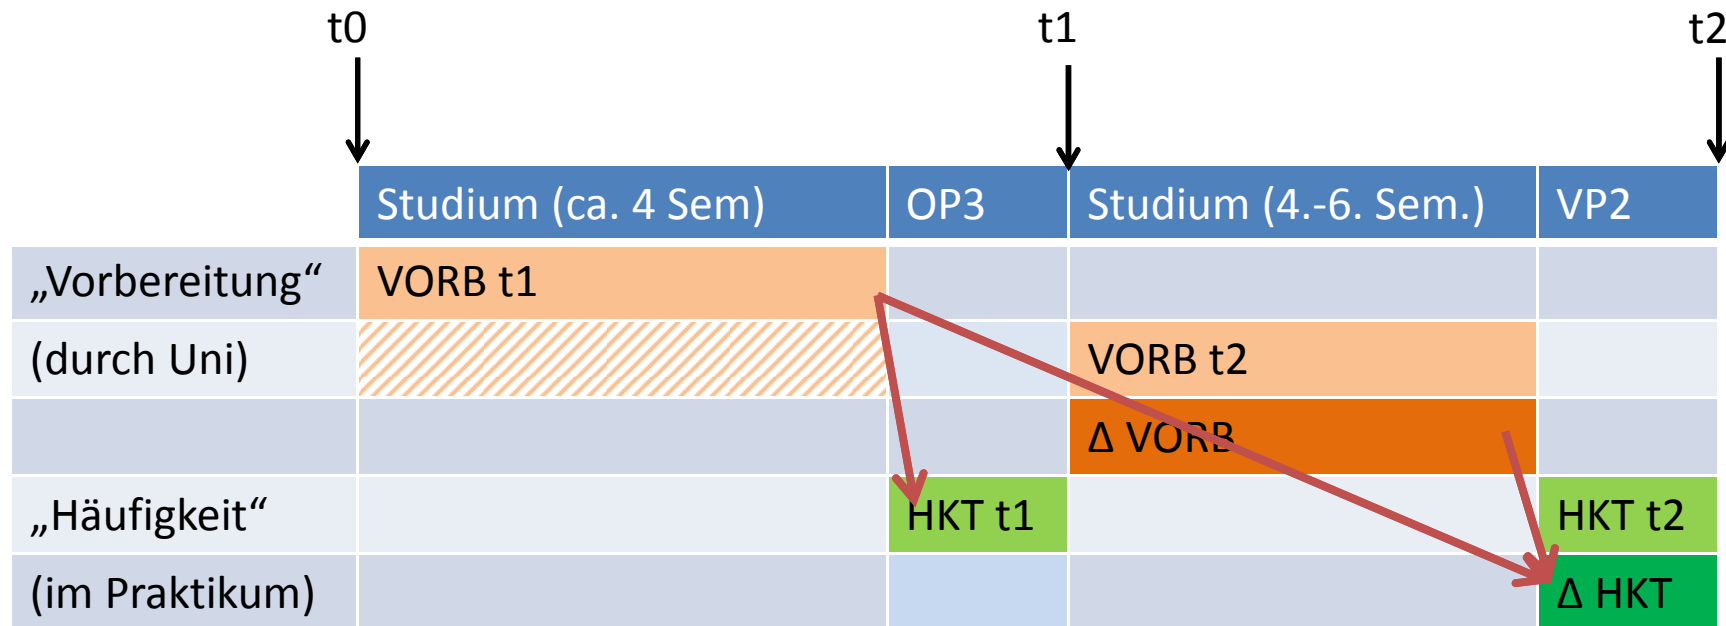 t0 t1 t2
Studium (ca. 4 Sem) OP3 Studium (4.-6. Sem.) VP2
„Vorbereitung“ VORB t1
(durch Uni) VORB t2
Δ VORB
„Häufigkeit“ HKT t1 HKT t2
(im Praktikum) Δ HKT